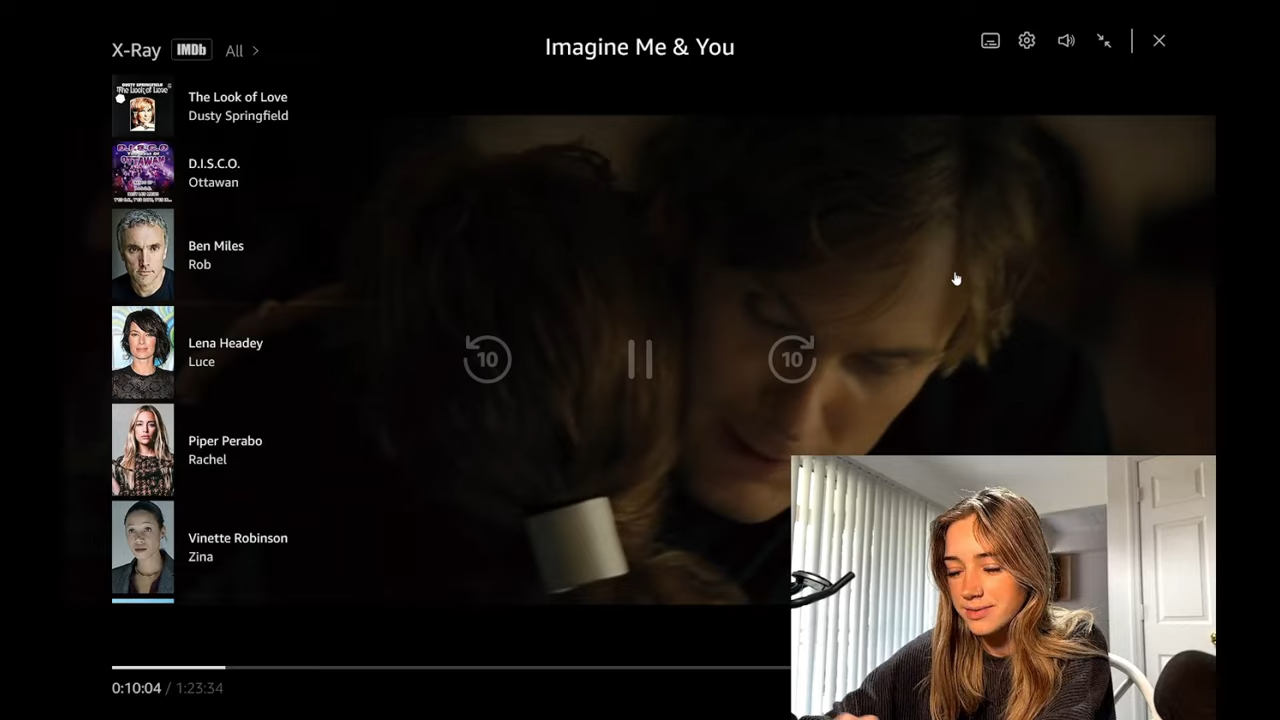 X-Ray IMDb All >
Imagine Me & You
The Look of Love
Dusty Springfield
D.I.S.C.O.
Ottawan
Ben Miles
Rob
Lena Headey
Luce
10
10
Piper Perabo
Rachel
Vinette Robinson
Zina
0:10:04 / 1:23:34